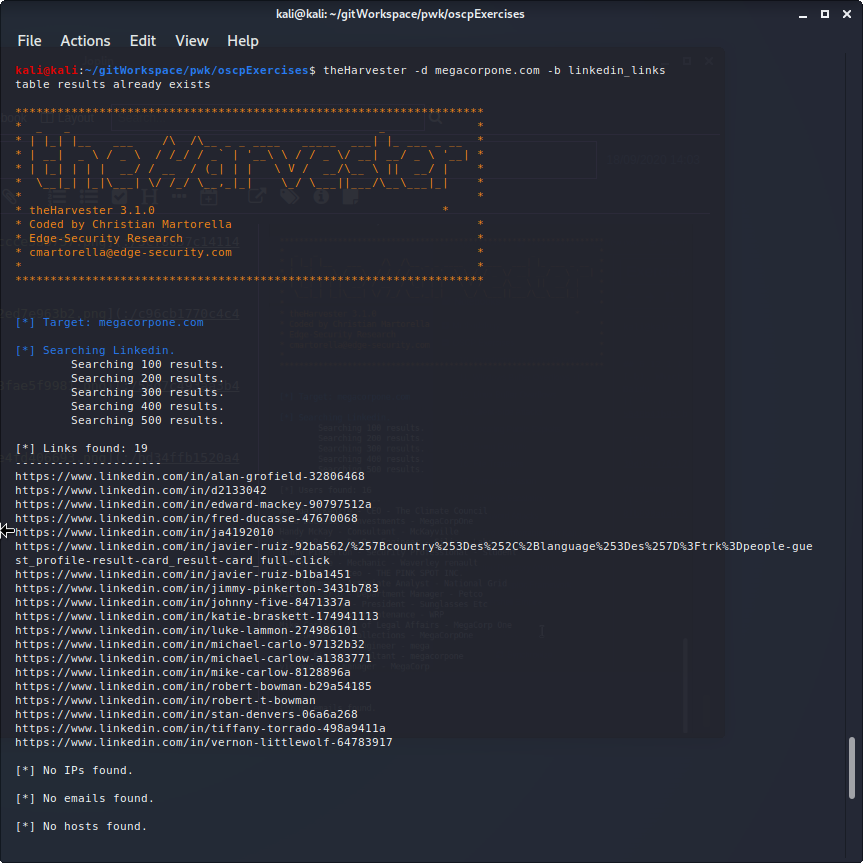 kali@kali: ~/gitWorkspace/pwk/oscpExercises
File Actions Edit View Help
kali@kali:~/gitWorkspace/pwk/oscpExercises$ theHarvester -d megacorpone.com -b linkedin_links
table results already exists
*******************************************************************
* theHarvester 3.1.0 *
* Coded by Christian Martorella *
* Edge-Security Research *
* cmartorella@edge-security.com *
* *
*******************************************************************
[*] Target: megacorpone.com
[*] Searching Linkedin.
Searching 100 results.
Searching 200 results.
Searching 300 results.
Searching 400 results.
Searching 500 results.
[*] Links found: 19
---------------------
https://www.linkedin.com/in/alan-grofield-32806468
https://www.linkedin.com/in/d2133042
https://www.linkedin.com/in/edward-mackey-90797512a
https://www.linkedin.com/in/fred-ducasse-47670068
https://www.linkedin.com/in/ja4192010
https://www.linkedin.com/in/javier-ruiz-92ba562/%257Bcountry%253Des%252C%2Blanguage%253Des%257D%3Ftrk%3Dpeople-gue
st_profile-result-card_result-card_full-click
https://www.linkedin.com/in/javier-ruiz-b1ba1451
https://www.linkedin.com/in/jimmy-pinkerton-3431b783
https://www.linkedin.com/in/johnny-five-8471337a
https://www.linkedin.com/in/katie-braskett-174941113
https://www.linkedin.com/in/luke-lammon-274986101
https://www.linkedin.com/in/michael-carlo-97132b32
https://www.linkedin.com/in/michael-carlow-a1383771
https://www.linkedin.com/in/mike-carlow-8128896a
https://www.linkedin.com/in/robert-bowman-b29a54185
https://www.linkedin.com/in/robert-t-bowman
https://www.linkedin.com/in/stan-denvers-06a6a268
https://www.linkedin.com/in/tiffany-torrado-498a9411a
https://www.linkedin.com/in/vernon-littlewolf-64783917
[*] No IPs found.
[*] No emails found.
[*] No hosts found.